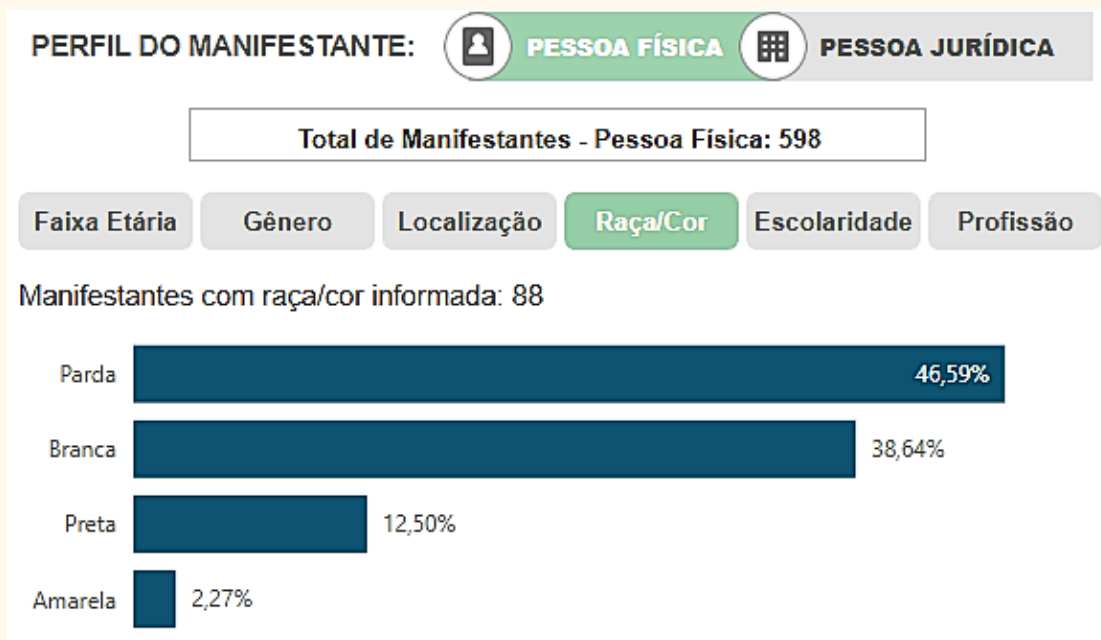 PERFIL DO MANIFESTANTE: PESSOA FÍSICA PESSOA JURÍDICA
Total de Manifestantes - Pessoa Física: 598
Faixa Etária Gênero Localização Raça/Cor Escolaridade Profissão
Manifestantes com raça/cor informada: 88
Parda 46,59%
Branca 38,64%
Preta 12,50%
Amarela 2,27%